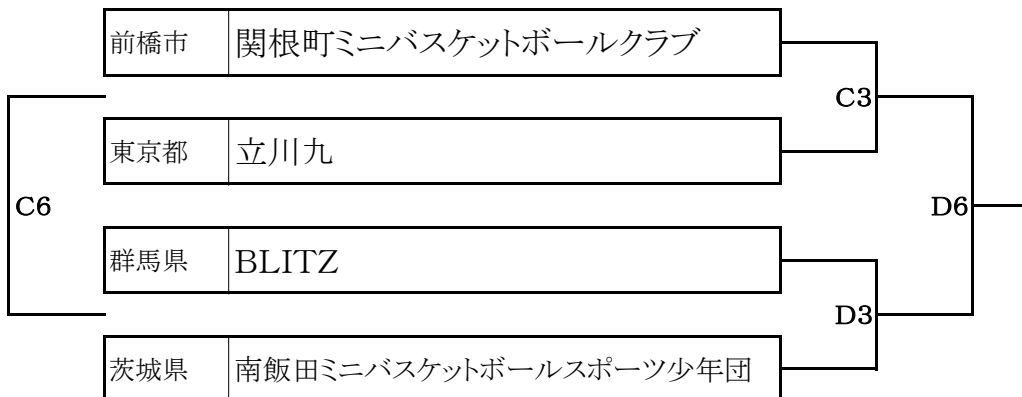 前橋市 関根町ミニバスケットボールクラブ
C3
東京都 立川九
C6
D6
群馬県 BLITZ
D3
茨城県 南飯田ミニバスケットボールスポーツ少年団